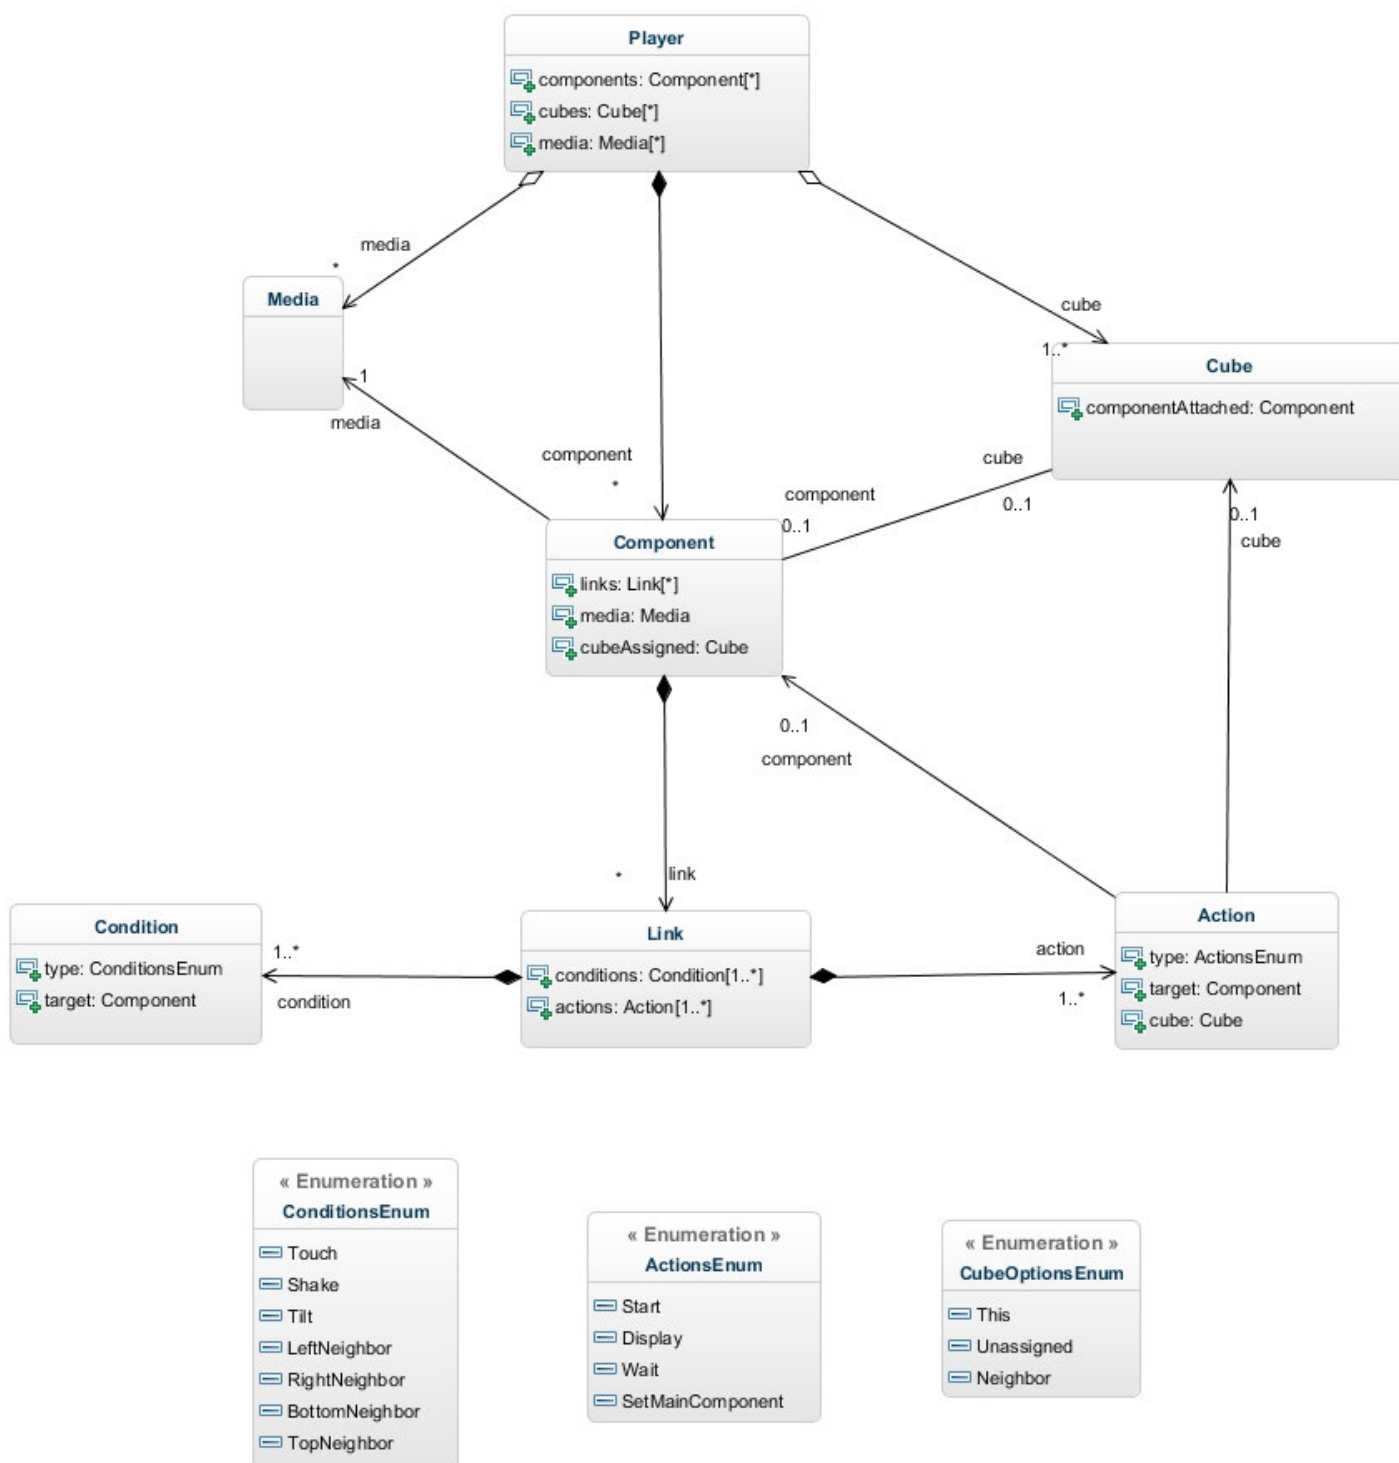 Player
components: Component[*]
cubes: Cube[*]
media: Media[*]
media
*
cube
1..*
Media
Cube
componentAttached: Component
1
media
component
*
cube
0..1
component
0..1
0..1
cube
Component
links: Link[*]
media: Media
cubeAssigned: Cube
0..1
component
*
link
Condition
type: ConditionsEnum
target: Component
1..*
condition
Link
conditions: Condition[1..*]
actions: Action[1..*]
action
1..*
Action
type: ActionsEnum
target: Component
cube: Cube
« Enumeration »
ConditionsEnum
Touch
Shake
Tilt
LeftNeighbor
RightNeighbor
BottomNeighbor
TopNeighbor
« Enumeration »
ActionsEnum
Start
Display
Wait
SetMainComponent
« Enumeration »
CubeOptionsEnum
This
Unassigned
Neighbor